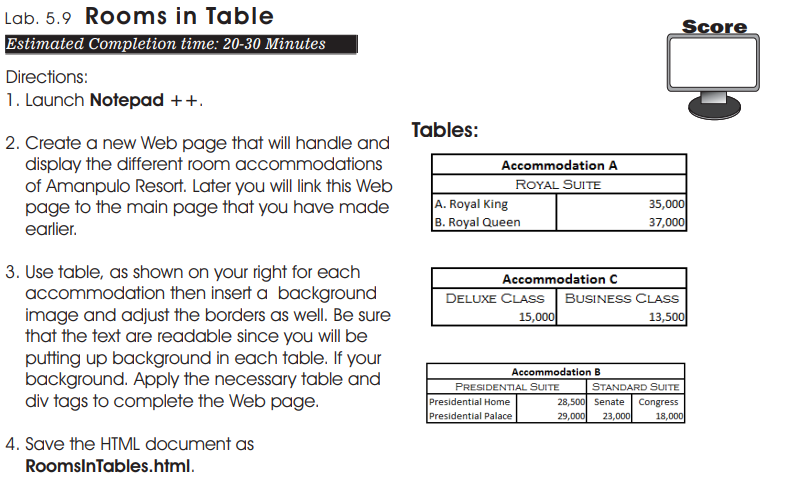 Lab. 5.9 Rooms in Table
Estimated Completion time: 20-30 Minutes
Score
Directions:
1. Launch Notepad ++.
2. Create a new Web page that will handle and
display the different room accommodations
of Amanpulo Resort. Later you will link this Web
page to the main page that you have made
earlier.
3. Use table, as shown on your right for each
accommodation then insert a background
image and adjust the borders as well. Be sure
that the text are readable since you will be
putting up background in each table. If your
background. Apply the necessary table and
div tags to complete the Web page.
4. Save the HTML document as
RoomsInTables.html.
Tables:
Accommodation A
ROYAL SUITE
A. Royal King 35,000
B. Royal Queen 37,000
Accommodation C
DELUXE CLASS BUSINESS CLASS
15,000 13,500
Accommodation B
PRESIDENTIAL SUITE STANDARD SUITE
Presidential Home 28,500 Senate Congress
Presidential Palace 29,000 23,000 18,000